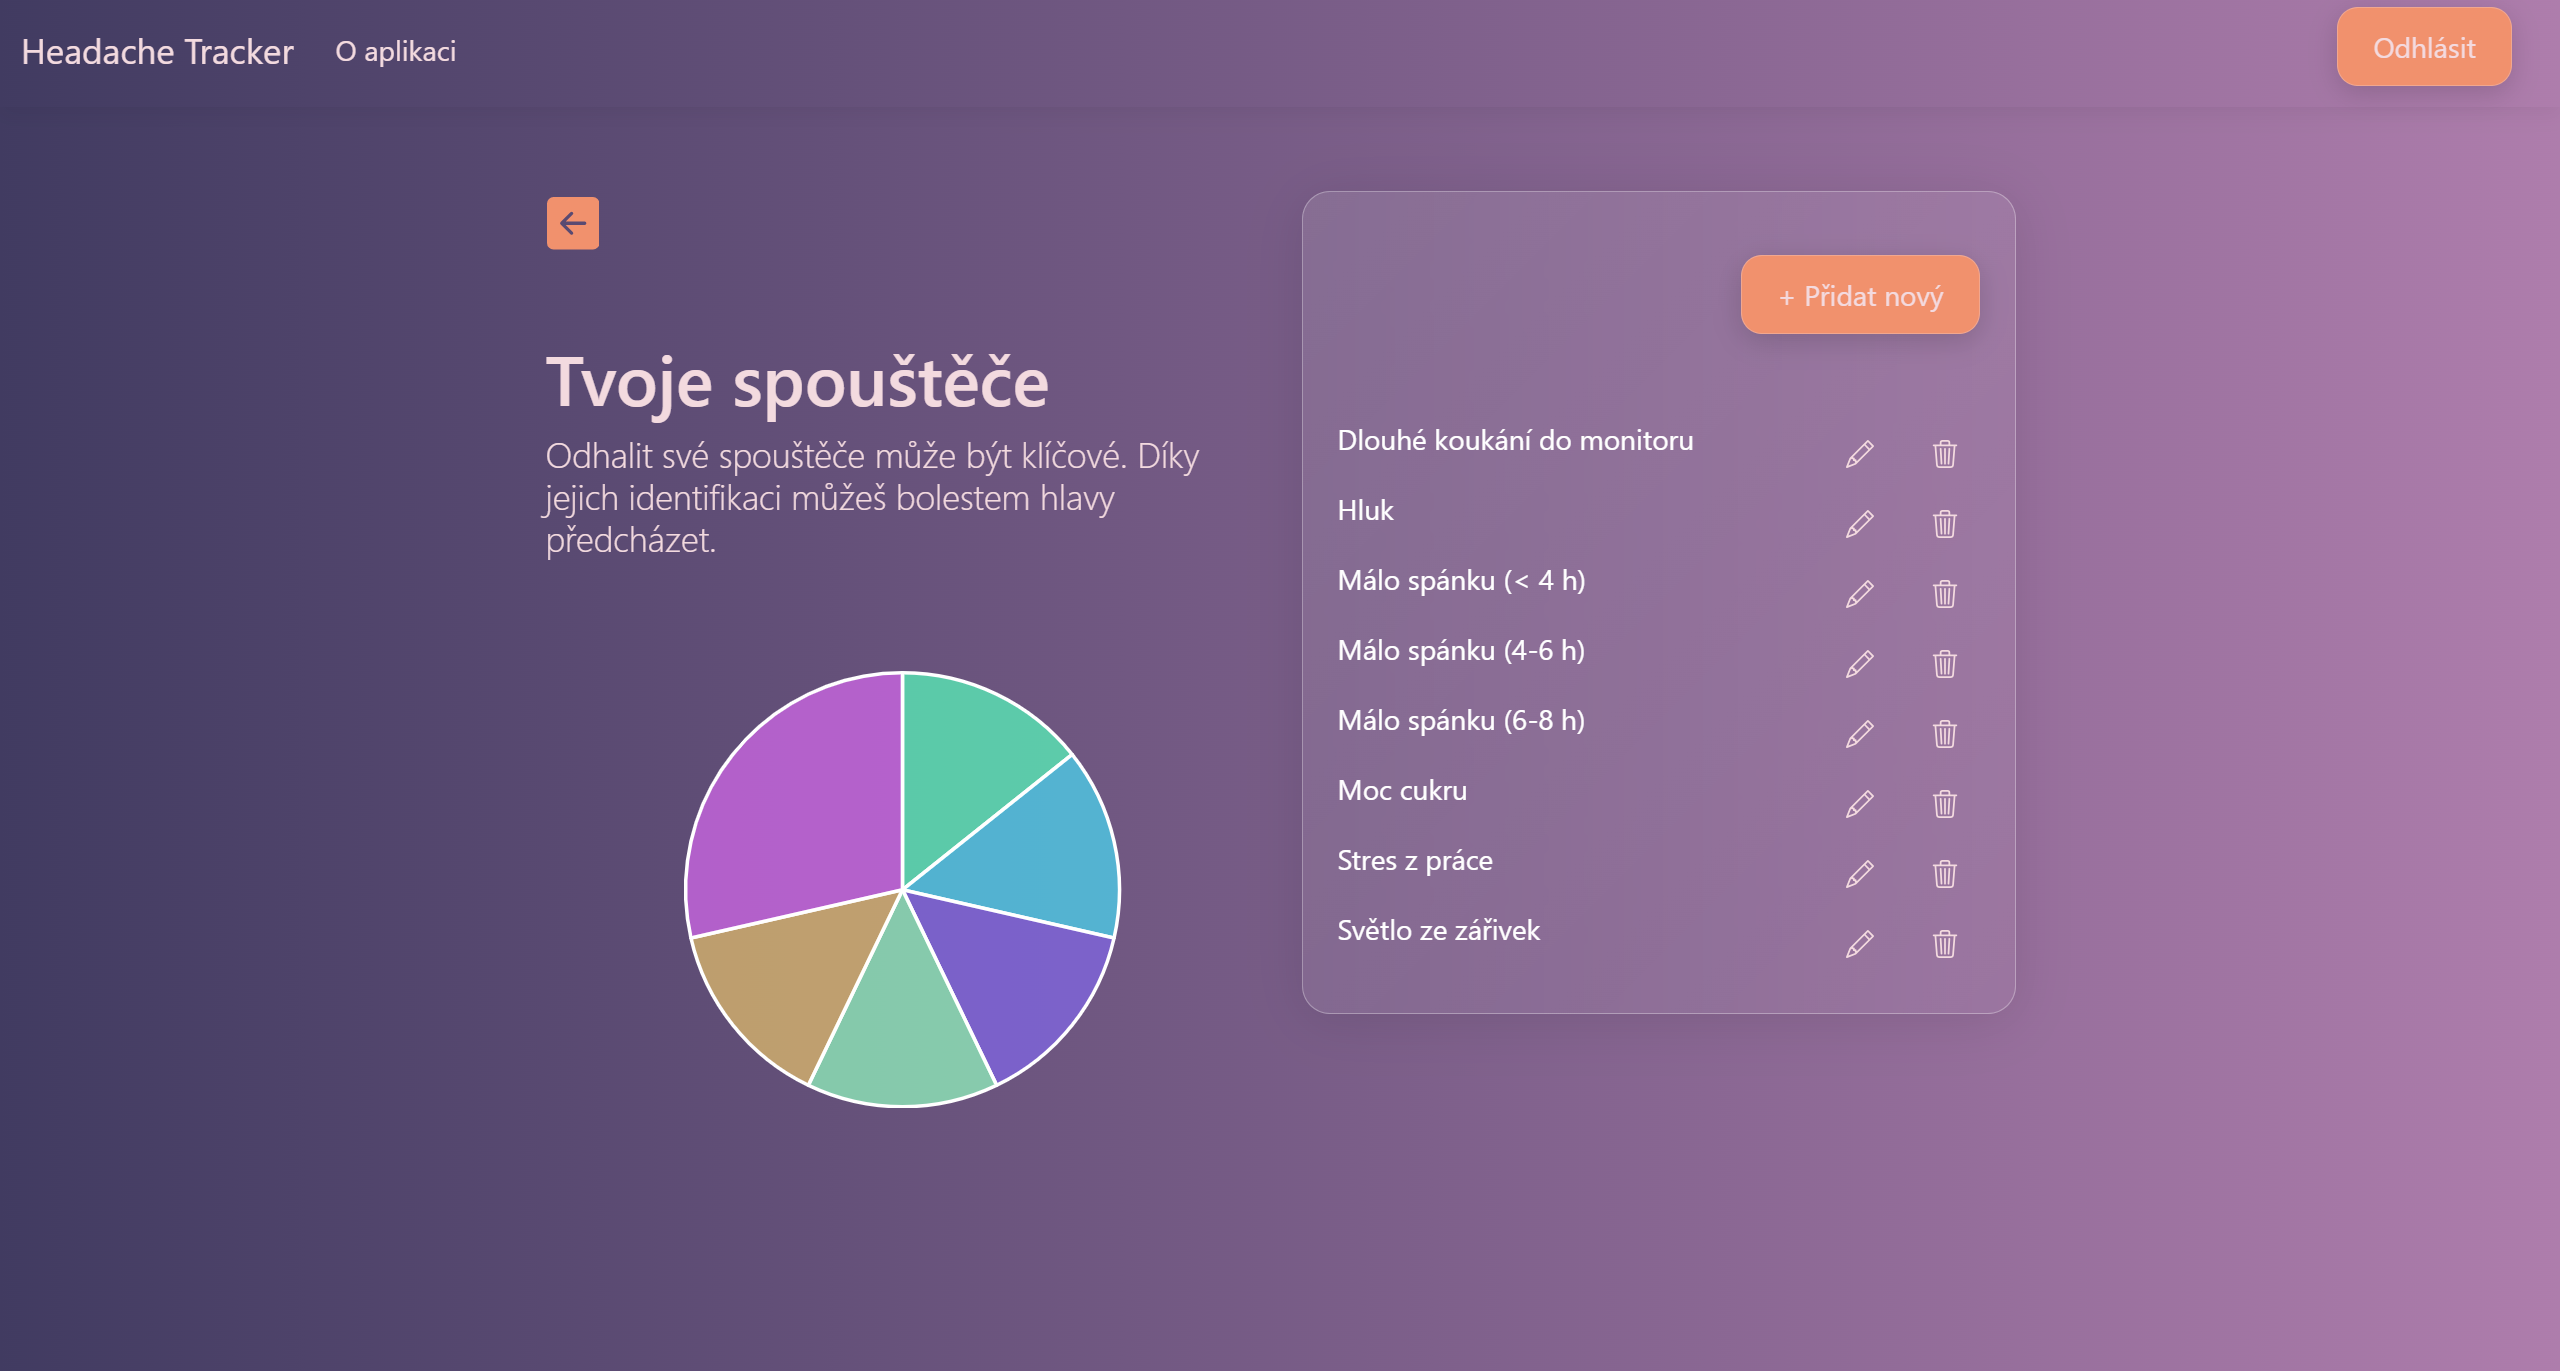 Headache Tracker
O aplikaci
Odhlásit
Tvoje spouštěče
Odhalit své spouštěče může být klíčové. Díky
jejich identifikaci můžeš bolestem hlavy
předcházet.
+ Přidat nový
Dlouhé koukání do monitoru
Hluk
Málo spánku (< 4 h)
Málo spánku (4-6 h)
Málo spánku (6-8 h)
Moc cukru
Stres z práce
Světlo ze zářivek